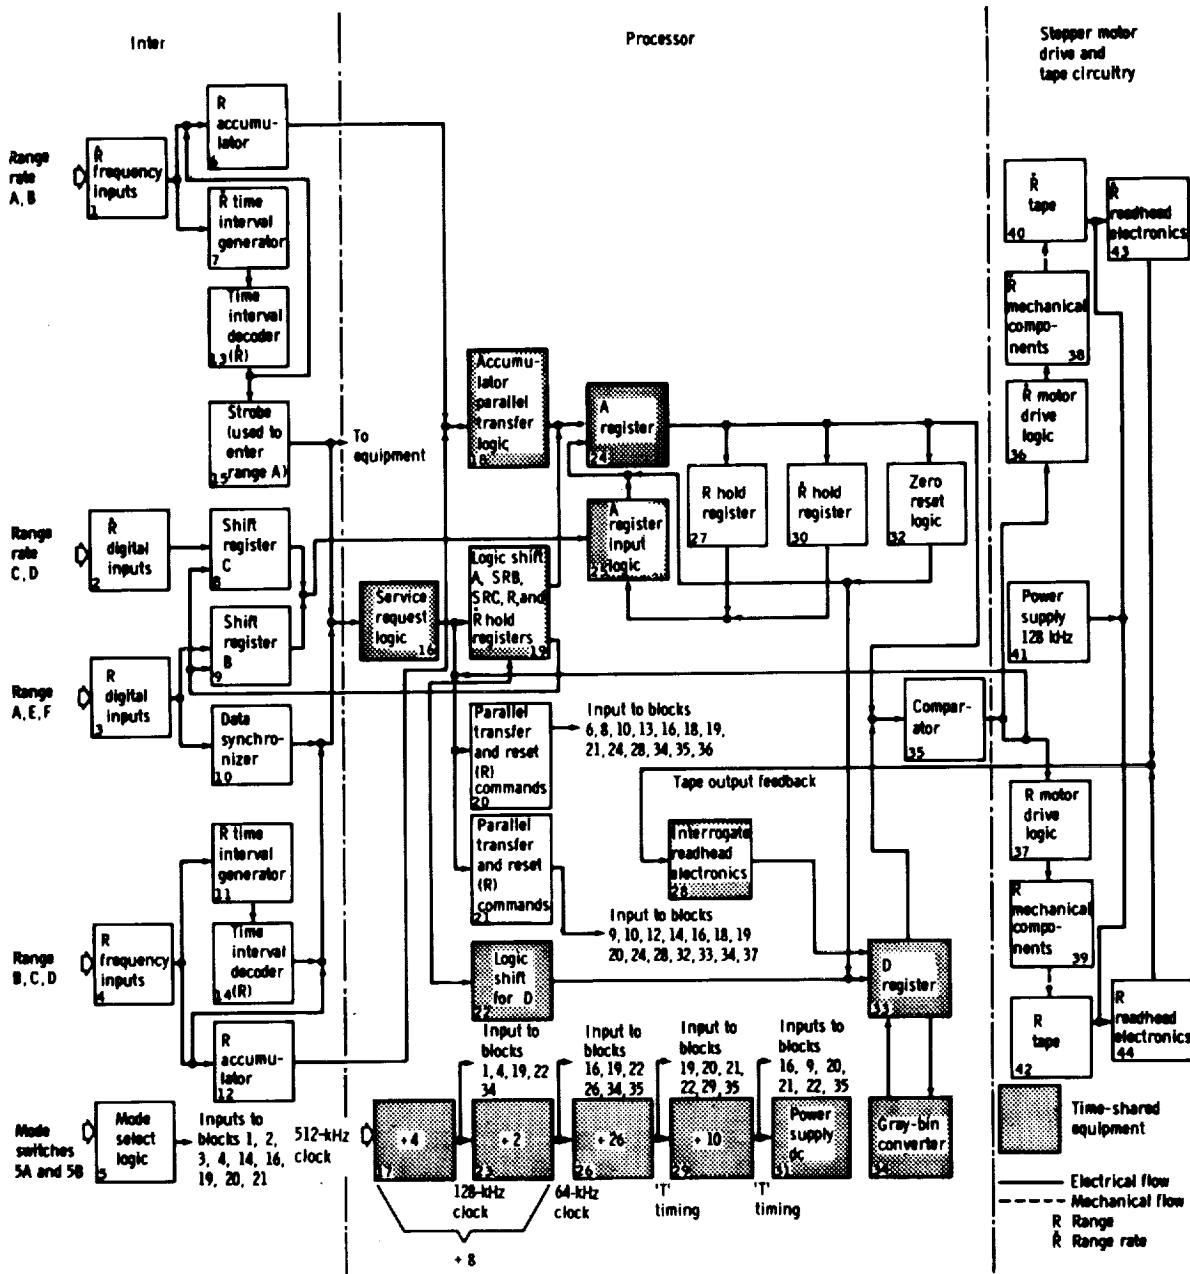 Inter
Processor
Stepper motor
drive and
tape circuitry
Range
rate
A, B
Ṙ
frequency
inputs
1
R
accumu-
lator
6
Ṙ time
interval
generator
7
Time
interval
decoder
13 (Ṙ)
Strobe
(used to
enter
range A)
15
To
equipment
Range
rate
C, D
Ṙ
digital
inputs
2
Shift
register
C
8
Shift
register
B
9
Range
A, E, F
R
digital
inputs
3
Data
synchro-
nizer
10
R time
interval
generator
11
Range
B, C, D
R
frequency
inputs
4
Time
interval
decoder
14 (R)
R
accumu-
lator
12
Mode
switches
5A and 5B
Mode
select
logic
5
Inputs to
blocks 1, 2,
3, 4, 14, 16,
19, 20, 21
Accumu-
lator
parallel
transfer
logic
18
A
register
24
A
register
input
logic
25
R hold
register
27
Ṙ hold
register
30
Zero
reset
logic
32
Service
request
logic
16
Logic shift
A, SRB,
SRC, R, and
Ṙ hold
registers
19
Parallel
transfer
and reset
(R)
commands
20
Input to blocks
6, 8, 10, 13, 16, 18, 19,
21, 24, 28, 34, 35, 36
Parallel
transfer
and reset
(R)
commands
21
Input to blocks
9, 10, 12, 14, 16, 18, 19
20, 24, 28, 32, 33, 34, 37
Tape output feedback
Interrogate
readhead
electronics
28
Logic
shift
for D
22
D
register
33
Compar-
ator
35
Gray-bin
converter
34
512-kHz
clock
÷ 4
17
Input to
blocks
1, 4, 19, 22
34
÷ 2
23
Input to
blocks
16, 19, 22
26, 34, 35
÷ 26
26
Input to
blocks
19, 20, 21,
22, 29, 35
÷ 10
29
Inputs to
blocks
16, 9, 20,
21, 22, 35
Power
supply
dc
31
128-kHz
clock
64-kHz
clock
'T'
timing
'T'
timing
÷ 8
Ṙ
tape
40
Ṙ
readhead
electronics
43
Ṙ
mechanical
compo-
nents
38
Ṙ motor
drive
logic
36
Power
supply
128 kHz
41
R motor
drive
logic
37
R
mechanical
compo-
nents
39
R
tape
42
R
readhead
electronics
44
Time-shared
equipment
Electrical flow
Mechanical flow
R Range
Ṙ Range rate